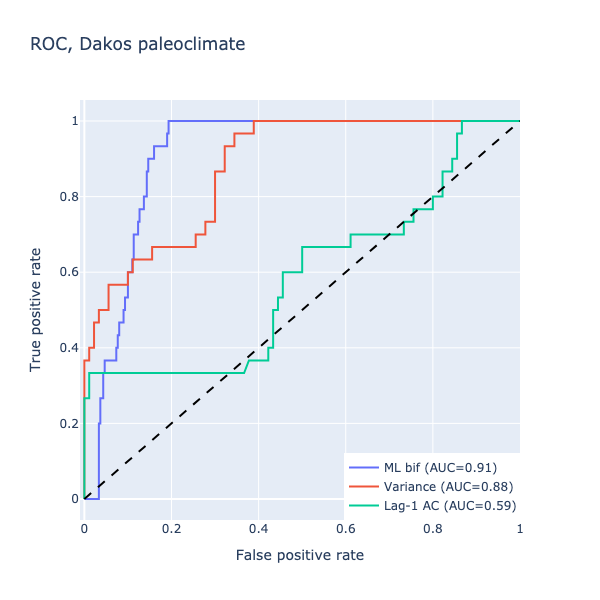 ROC, Dakos paleoclimate
True positive rate
1
0.8
0.6
0.4
0.2
0
0 0.2 0.4 0.6 0.8 1
False positive rate
ML bif (AUC=0.91)
Variance (AUC=0.88)
Lag-1 AC (AUC=0.59)